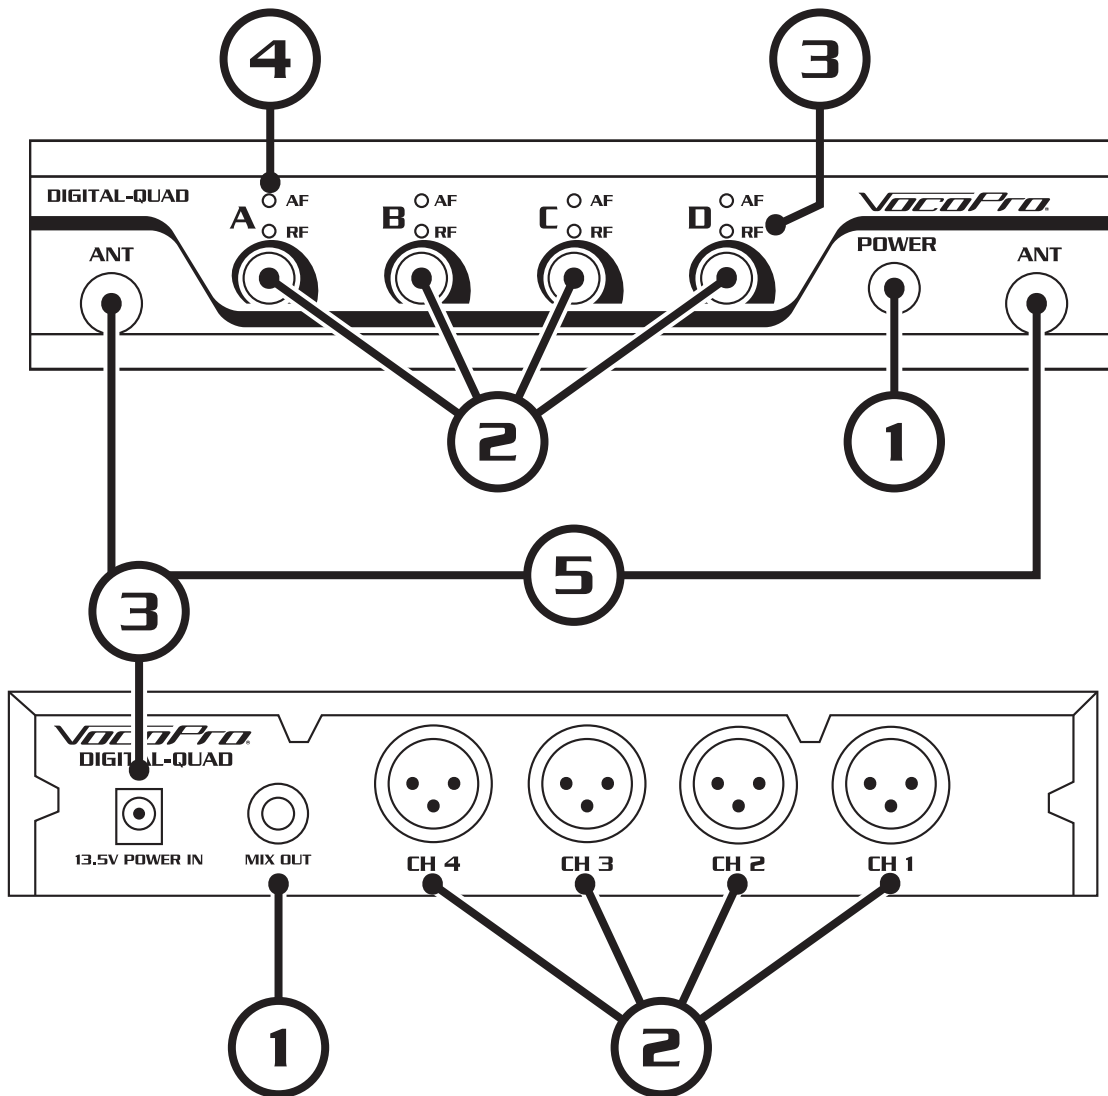 4 3
DIGITAL-QUAD A AF B AF C AF D AF VOCOPRO
RF RF RF RF
ANT POWER ANT
2 1
5
3
VOCOPRO
DIGITAL-QUAD
13.5V POWER IN MIX OUT CH 4 CH 3 CH 2 CH 1
1 2